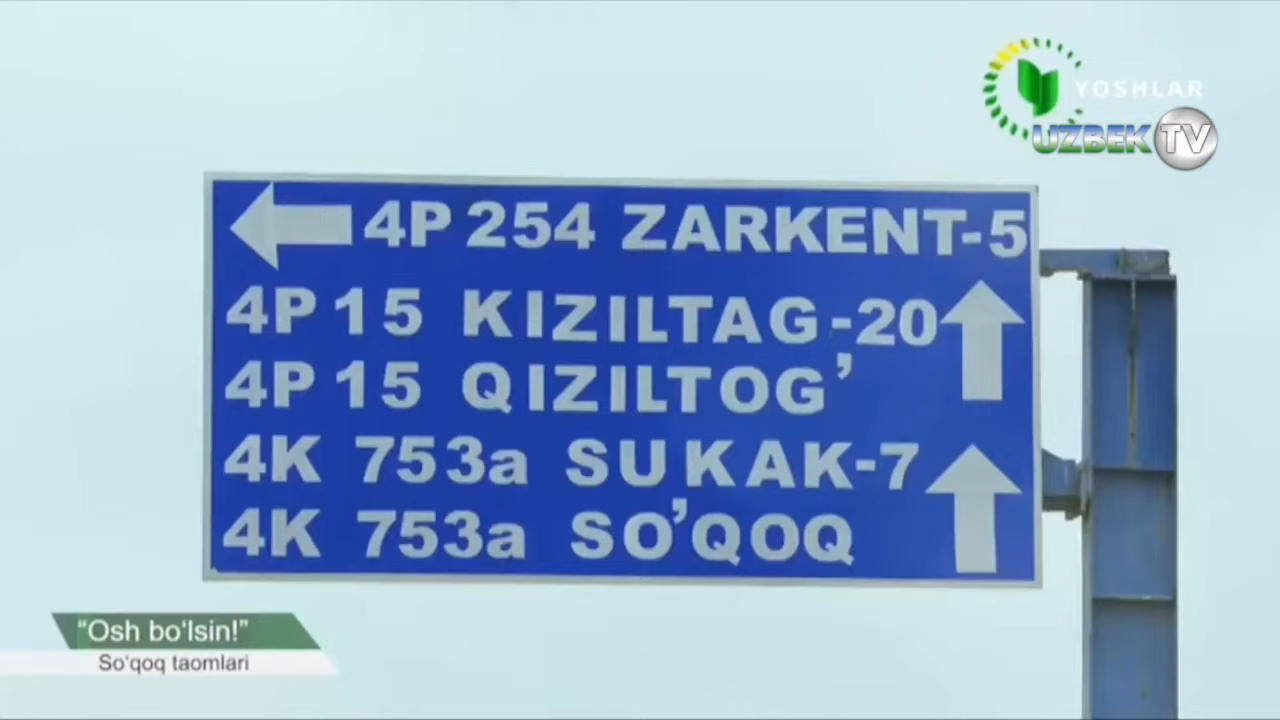 YOSHLAR
UZBEK TV
4P 254 ZARKENT-5
4P 15 KIZILTAG-20
4P 15 QIZILTOG’
4K 753a SUKAK-7
4K 753a SO’QOQ
“Osh bo‘lsin!”
So‘qoq taomlari